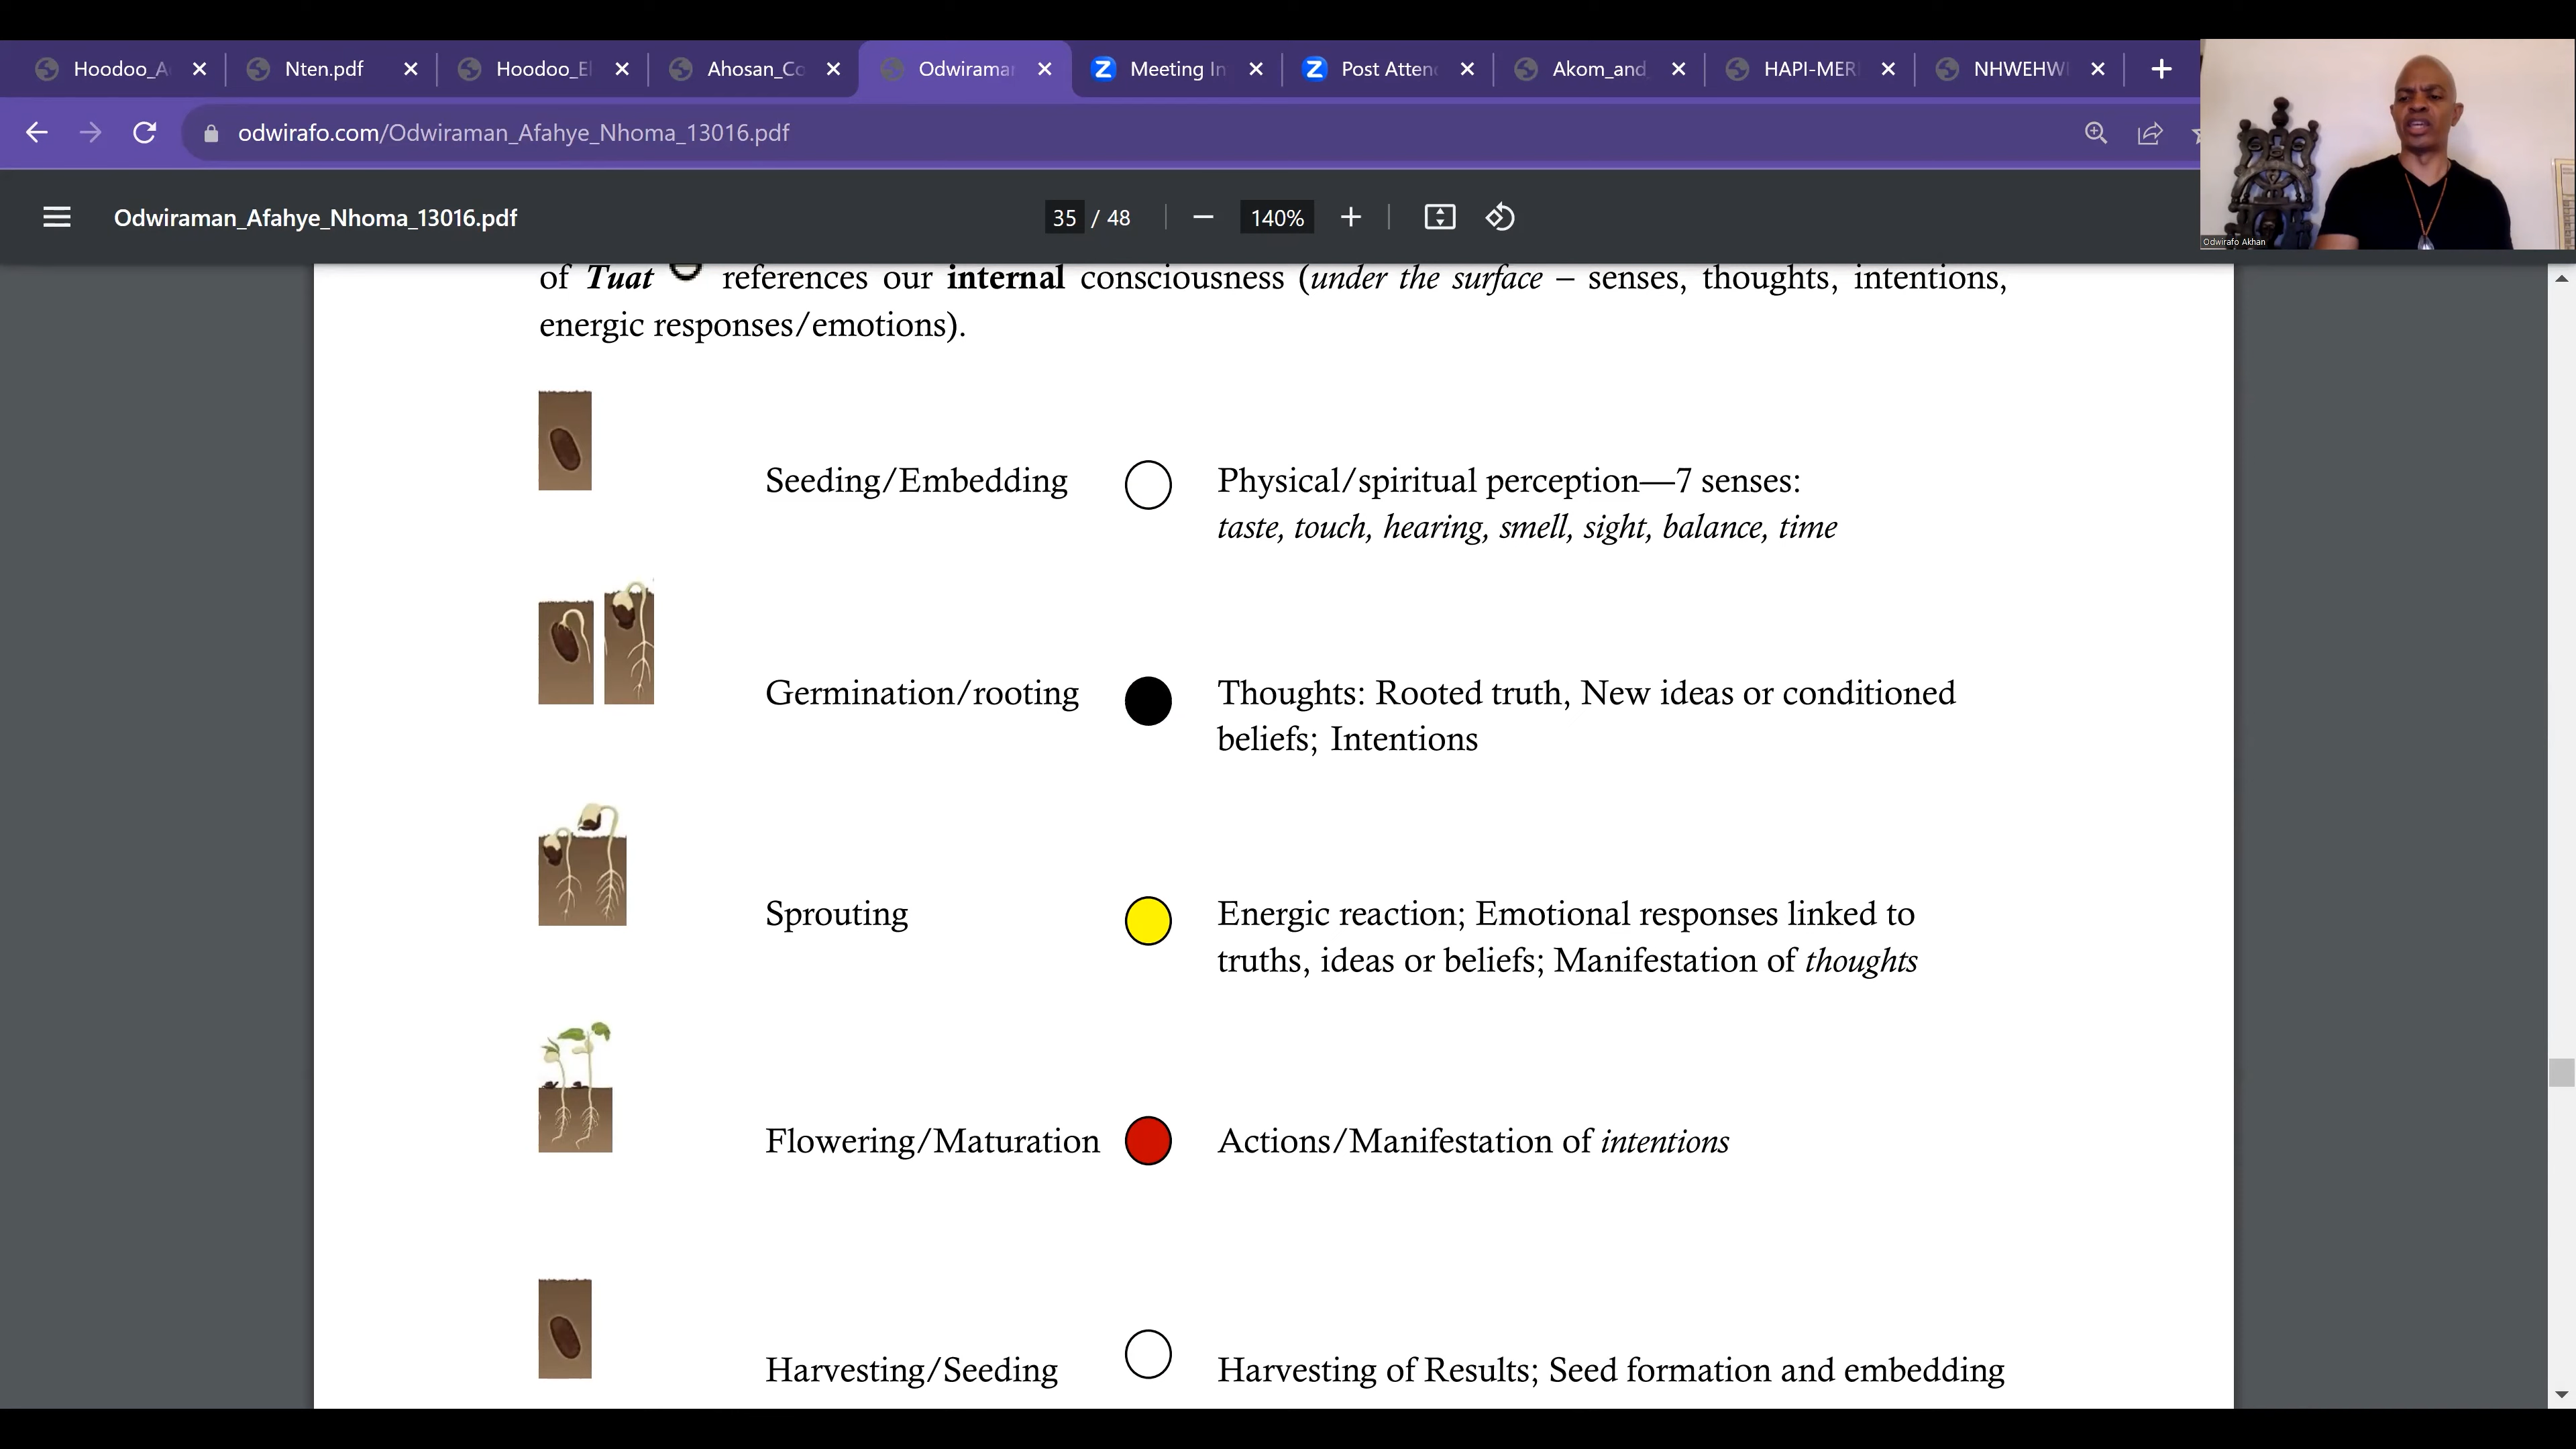 Hoodoo_A
Nten.pdf
Hoodoo_El
Ahosan_Co
Odwiraman
Meeting In
Post Atten
Akom_and_
HAPI-MER
NHWEHW
odwirafo.com/Odwiraman_Afahye_Nhoma_13016.pdf
Odwiraman_Afahye_Nhoma_13016.pdf
35 / 48
140%
Odwirafo Akhan
of Tuat references our internal consciousness (under the surface – senses, thoughts, intentions,
energic responses/emotions).
Seeding/Embedding
Physical/spiritual perception—7 senses:
taste, touch, hearing, smell, sight, balance, time
Germination/rooting
Thoughts: Rooted truth, New ideas or conditioned
beliefs; Intentions
Sprouting
Energic reaction; Emotional responses linked to
truths, ideas or beliefs; Manifestation of thoughts
Flowering/Maturation
Actions/Manifestation of intentions
Harvesting/Seeding
Harvesting of Results; Seed formation and embedding